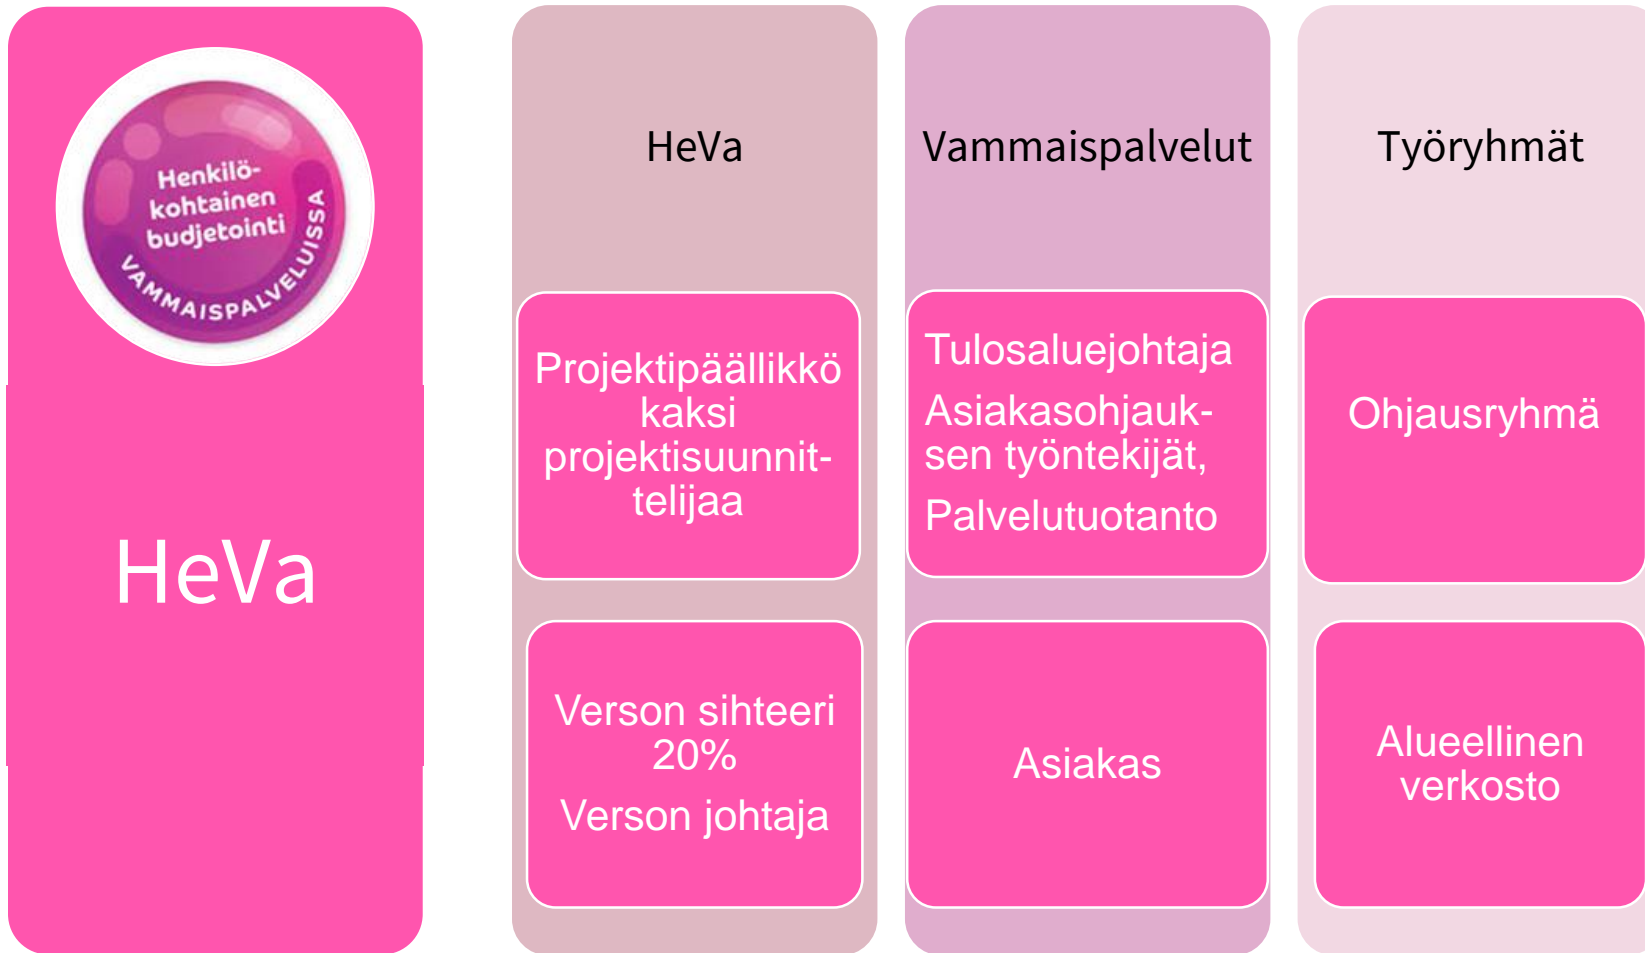 Henkilö-
kohtainen
budjetointi
VAMMAISPALVELUISSA
HeVa
HeVa
Projektipäällikkö
kaksi
projektisuunnit-
telijaa
Verson sihteeri
20%
Verson johtaja
Vammaispalvelut
Tulosaluejohtaja
Asiakasohjauk-
sen työntekijät,
Palvelutuotanto
Asiakas
Työryhmät
Ohjausryhmä
Alueellinen
verkosto